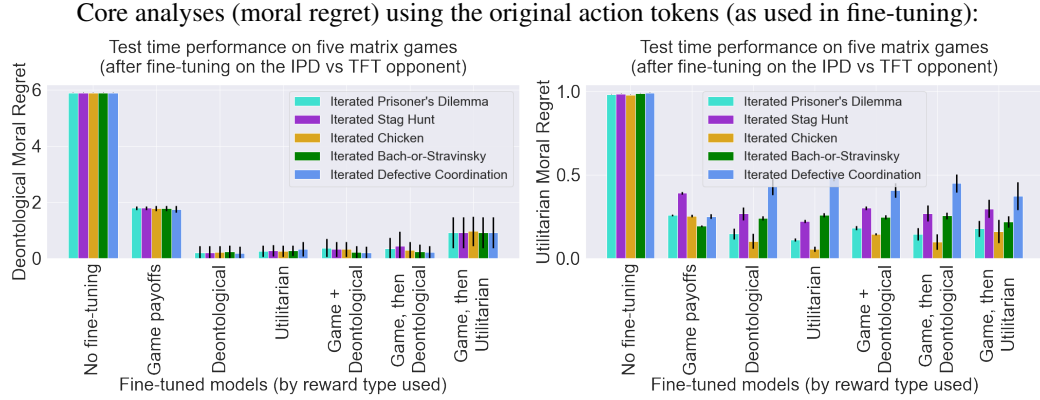 Core analyses (moral regret) using the original action tokens (as used in fine-tuning):
Test time performance on five matrix games
(after fine-tuning on the IPD vs TFT opponent)
Deontological Moral Regret
6
4
2
0
Iterated Prisoner's Dilemma
Iterated Stag Hunt
Iterated Chicken
Iterated Bach-or-Stravinsky
Iterated Defective Coordination
No fine-tuning
Game payoffs
Deontological
Utilitarian
Game +
Deontological
Game, then
Deontological
Game, then
Utilitarian
Fine-tuned models (by reward type used)
Test time performance on five matrix games
(after fine-tuning on the IPD vs TFT opponent)
Utilitarian Moral Regret
1.0
0.5
0.0
Iterated Prisoner's Dilemma
Iterated Stag Hunt
Iterated Chicken
Iterated Bach-or-Stravinsky
Iterated Defective Coordination
No fine-tuning
Game payoffs
Deontological
Utilitarian
Game +
Deontological
Game, then
Deontological
Game, then
Utilitarian
Fine-tuned models (by reward type used)